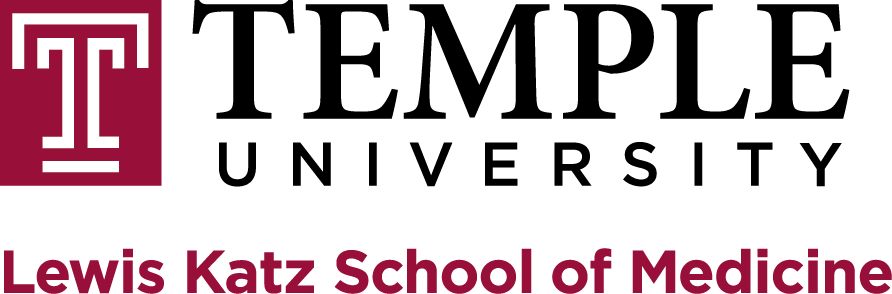 TEMPLE
UNIVERSITY
Lewis Katz School of Medicine